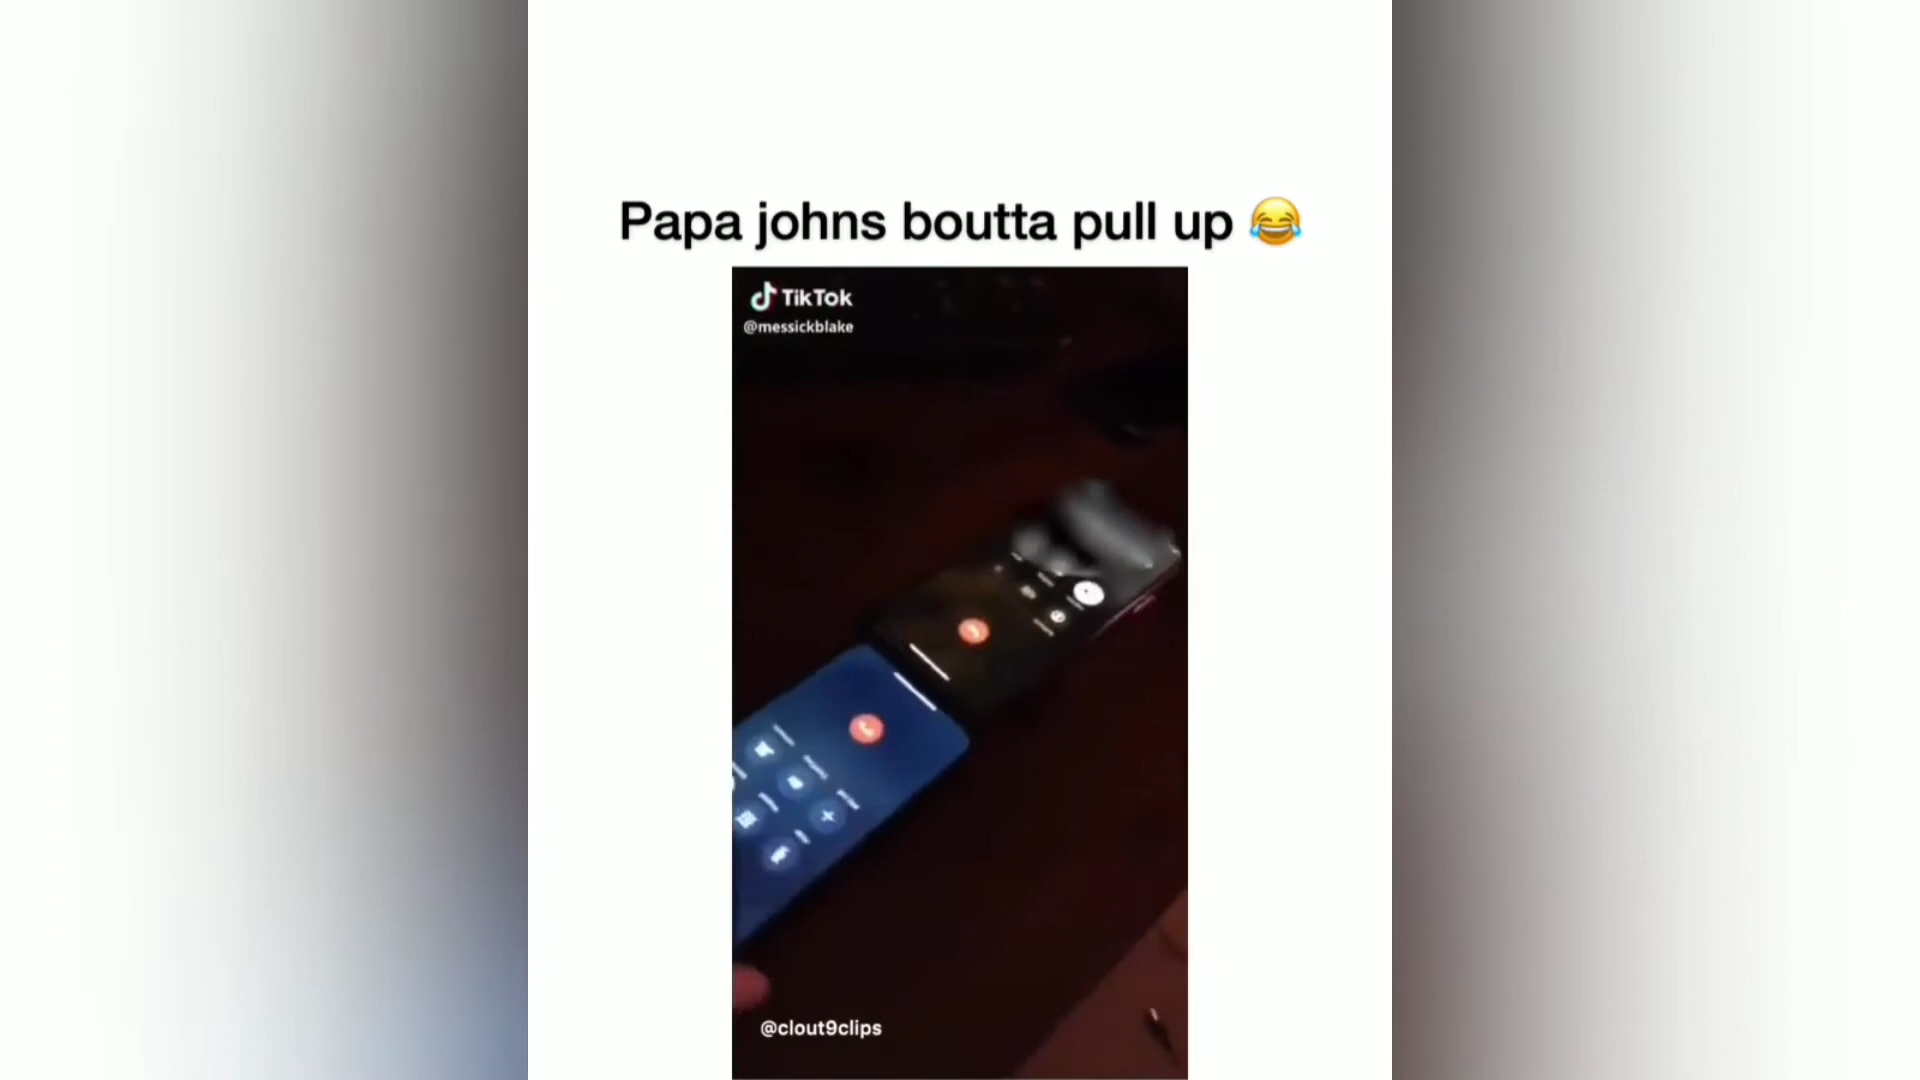 Papa johns boutta pull up 😂
TikTok
@messickblake
@clout9clips